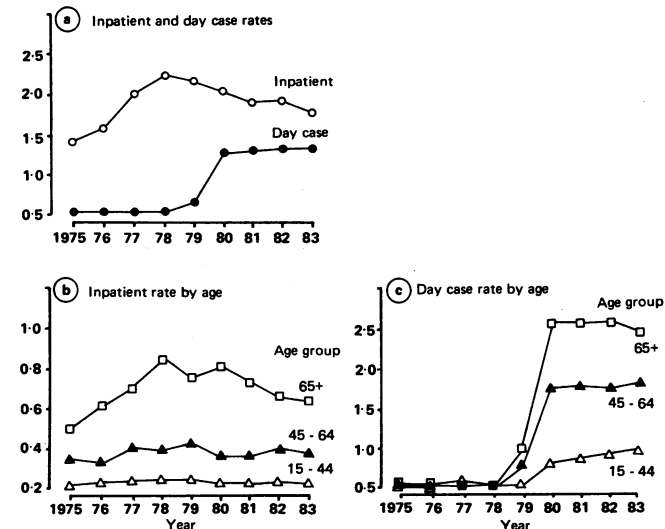 a Inpatient and day case rates
2·5
2·0
1·5
1·0
0·5
Inpatient
Day case
1975 76 77 78 79 80 81 82 83
b Inpatient rate by age
1·0
0·8
0·6
0·4
0·2
Age group
65+
45 - 64
15 - 44
1975 76 77 78 79 80 81 82 83
Year
c Day case rate by age
2·5
2·0
1·5
1·0
0·5
Age group
65+
45 - 64
15 - 44
1975 76 77 78 79 80 81 82 83
Year